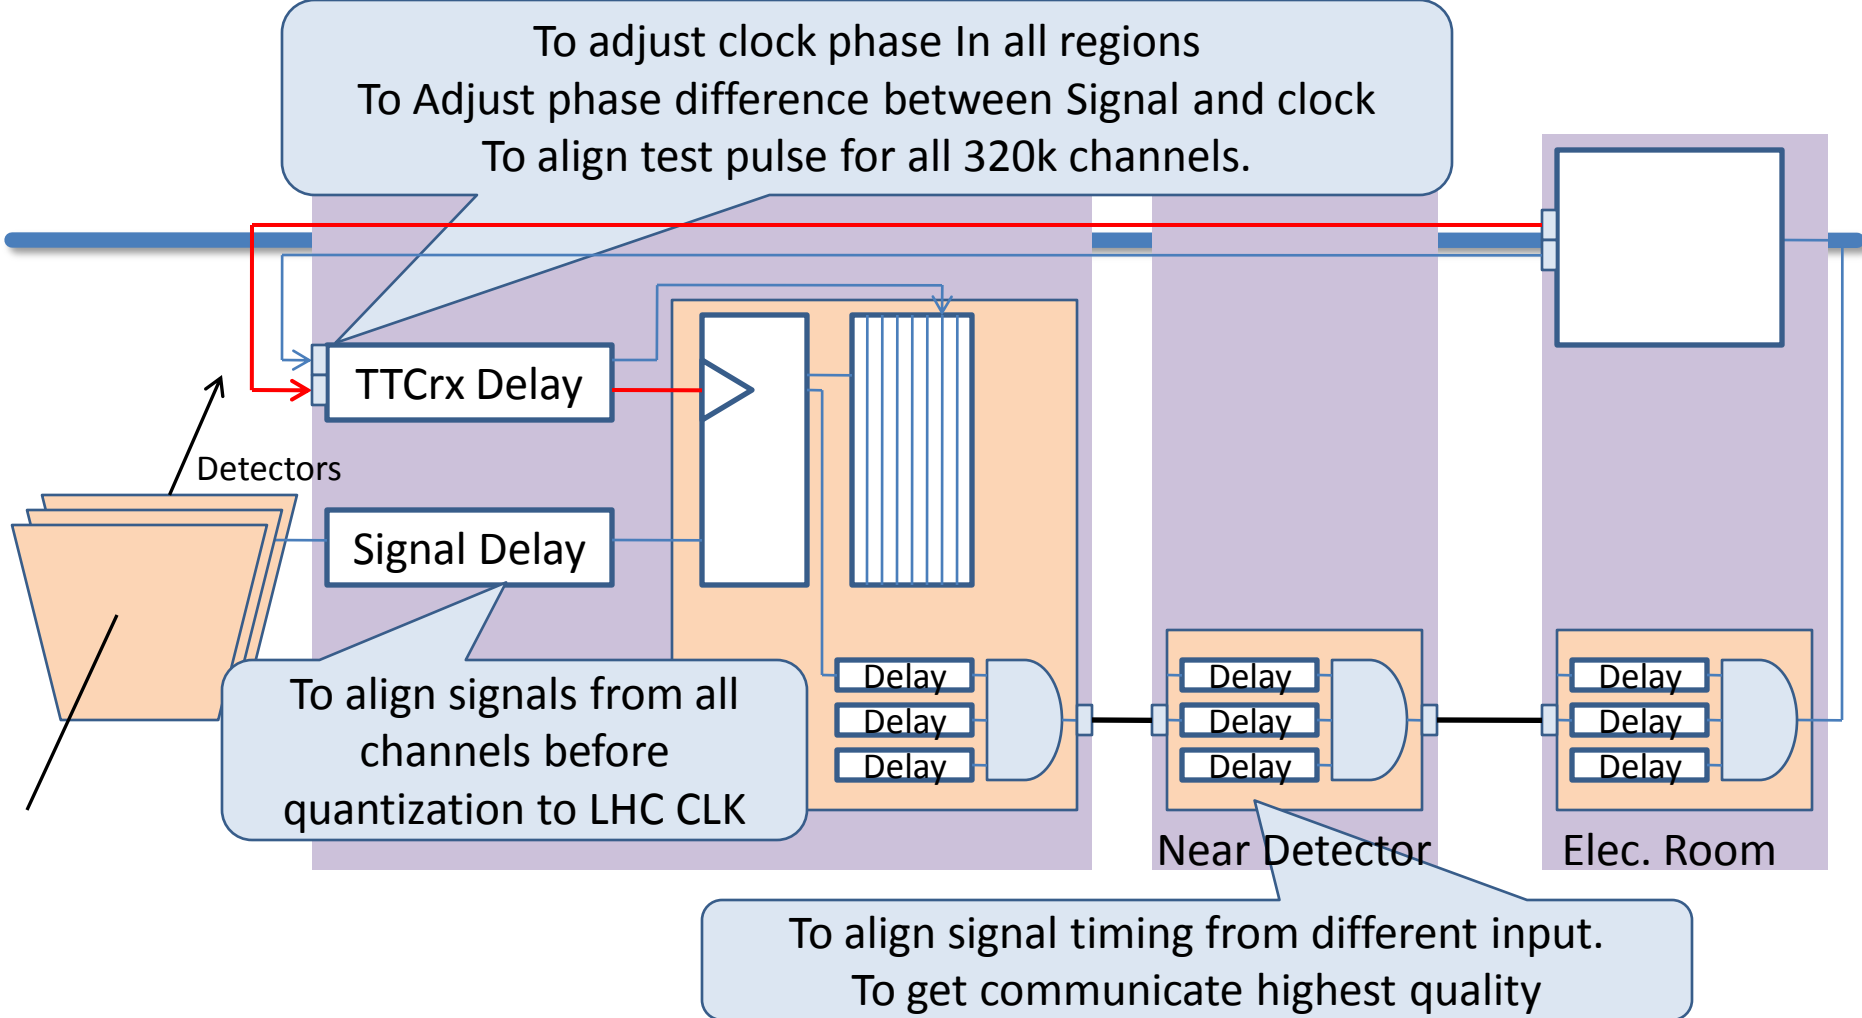 To adjust clock phase In all regions
To Adjust phase difference between Signal and clock
To align test pulse for all 320k channels.
TTCrx Delay
Detectors
Signal Delay
To align signals from all
channels before
quantization to LHC CLK
Delay
Delay
Delay
Delay
Delay
Delay
Delay
Delay
Delay
Near Detector
Elec. Room
To align signal timing from different input.
To get communicate highest quality